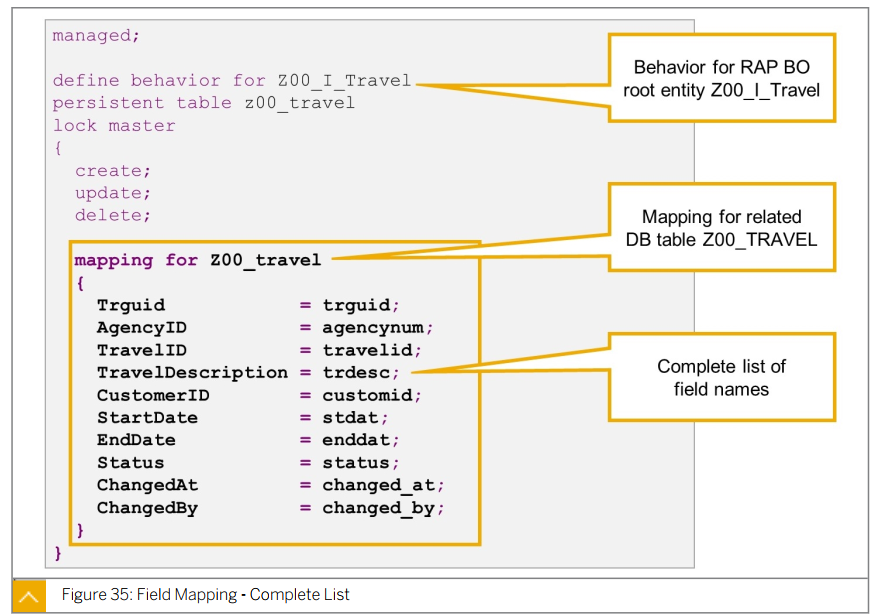 managed;
define behavior for Z00_I_Travel
persistent table z00_travel
lock master
{
create;
update;
delete;
mapping for Z00_travel
{
Trguid = trguid;
AgencyID = agencynum;
TravelID = travelid;
TravelDescription = trdesc;
CustomerID = customid;
StartDate = stdat;
EndDate = enddat;
Status = status;
ChangedAt = changed_at;
ChangedBy = changed_by;
}
}
Behavior for RAP BO
root entity Z00_I_Travel
Mapping for related
DB table Z00_TRAVEL
Complete list of
field names
Figure 35: Field Mapping - Complete List